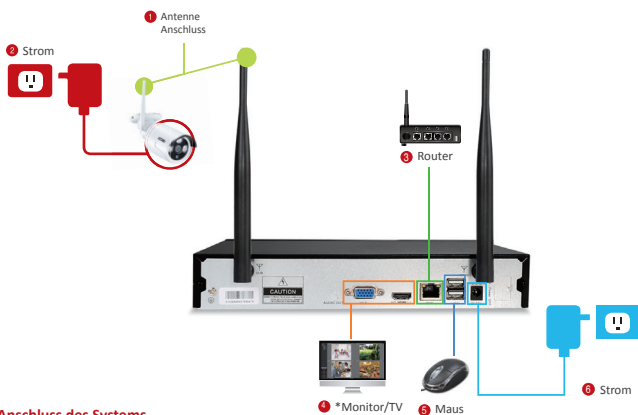 1 Antenne
Anschluss
2 Strom
3 Router
CAUTION
4 *Monitor/TV
5 Maus
6 Strom
Anschluss des Systems